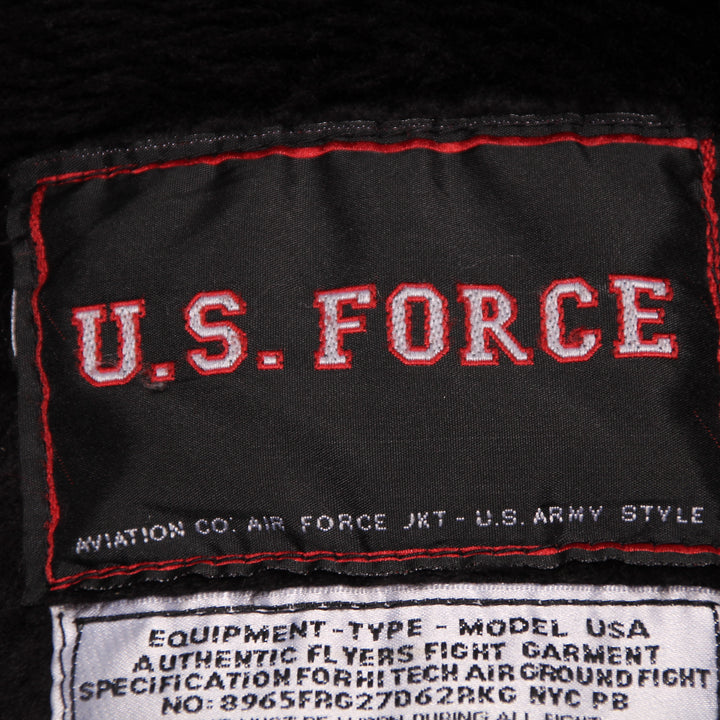 U.S. FORCE
AVIATION CO. AIR FORCE JKT - U.S. ARMY STYLE
EQUIPMENT - TYPE - MODEL USA
AUTHENTIC FLYERS FIGHT GARMENT
SPECIFICATION FOR HI TECH AIR GROUND FIGHT
NO: 8965FRG27D62RKG NYC PB